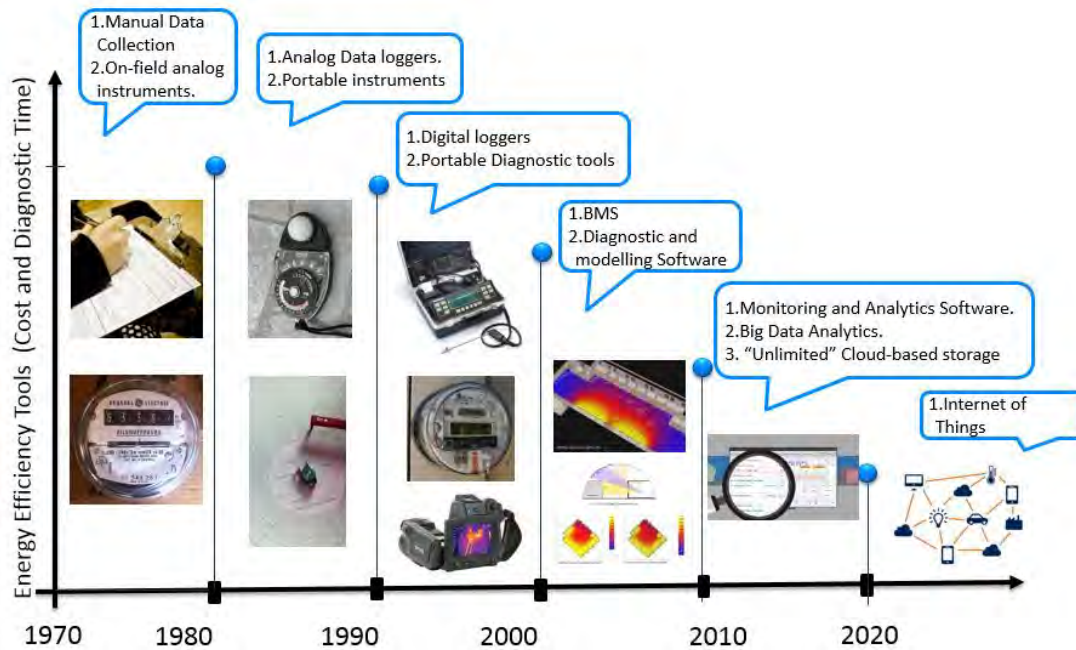 1.Manual Data
Collection
2.On-field analog
instruments.
1.Analog Data loggers.
2.Portable instruments
1.Digital loggers
2.Portable Diagnostic tools
1.BMS
2.Diagnostic and
modelling Software
1.Monitoring and Analytics Software.
2.Big Data Analytics.
3. “Unlimited” Cloud-based storage
1.Internet of
Things
Energy Efficiency Tools (Cost and Diagnostic Time)
GENERAL ELECTRIC
KILOWATTHOURS
1970
1980
1990
2000
2010
2020